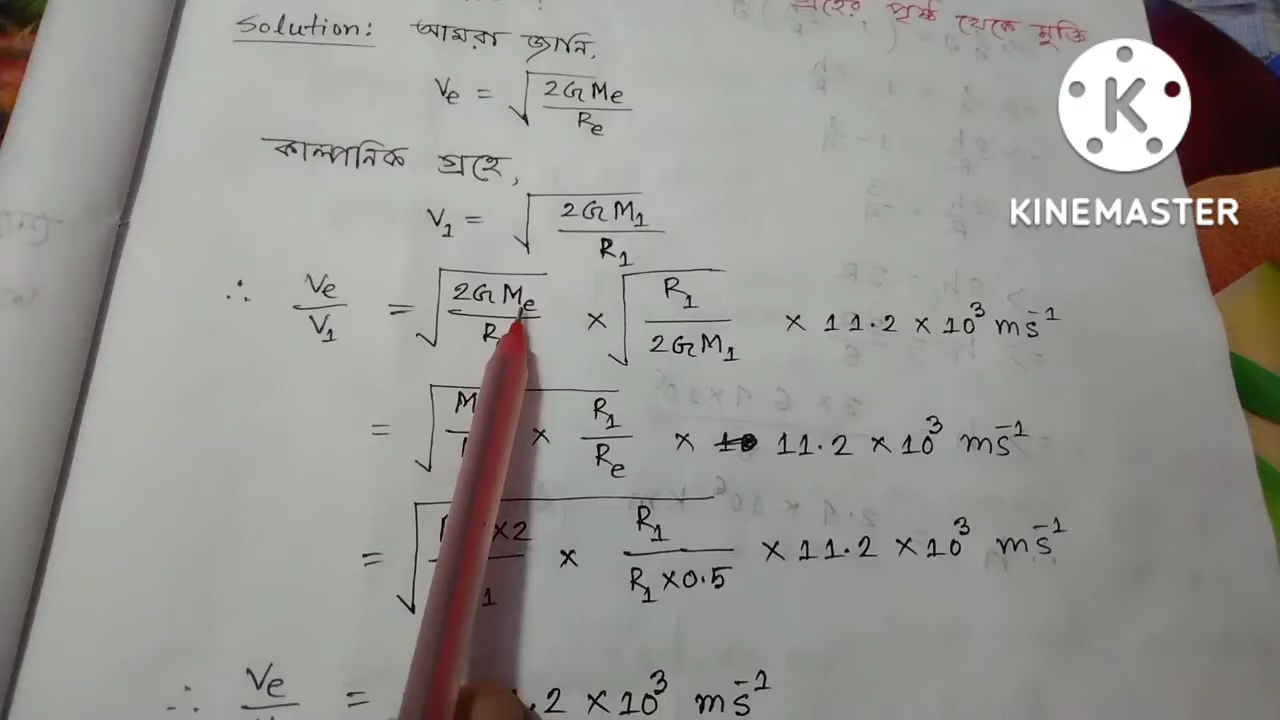 গ্রহের পৃষ্ঠ থেকে মুক্তি
Solution: আমরা জানি,
Ve = √(2GMe/Re)
কাল্পনিক গ্রহে,
V1 = √(2GM1/R1)
∴ Ve/V1 = √(2GMe/R) × √(R1/2GM1) × 11.2 × 10³ ms⁻¹
= √(M × R1/Re) × 11.2 × 10³ ms⁻¹
= √(×2/1 × R1/R1×0.5) × 11.2 × 10³ ms⁻¹
∴ Ve = .2 × 10³ ms⁻¹
KINEMASTER